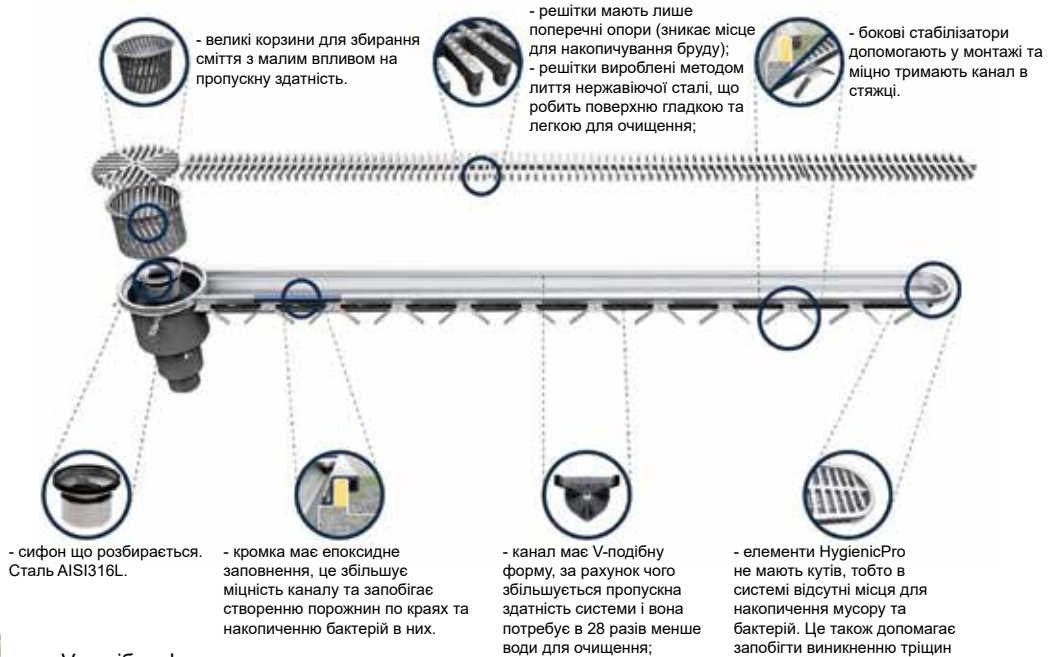 - великі корзини для збирання
сміття з малим впливом на
пропускну здатність.
- решітки мають лише
поперечні опори (зникає місце
для накопичування бруду);
- решітки вироблені методом
лиття нержавіючої сталі, що
робить поверхню гладкою та
легкою для очищення;
- бокові стабілізатори
допомогають у монтажі та
міцно тримають канал в
стяжці.
- сифон що розбирається.
Сталь AISI316L.
- кромка має епоксидне
заповнення, це збільшує
міцність каналу та запобігає
створенню порожнин по краях та
накопиченню бактерій в них.
- канал має V-подібну
форму, за рахунок чого
збільшується пропускна
здатність системи і вона
потребує в 28 разів менше
води для очищення;
- елементи HygienicPro
не мають кутів, тобто в
системі відсутні місця для
накопичення мусору та
бактерій. Це також допомагає
запобігти виникненню тріщин